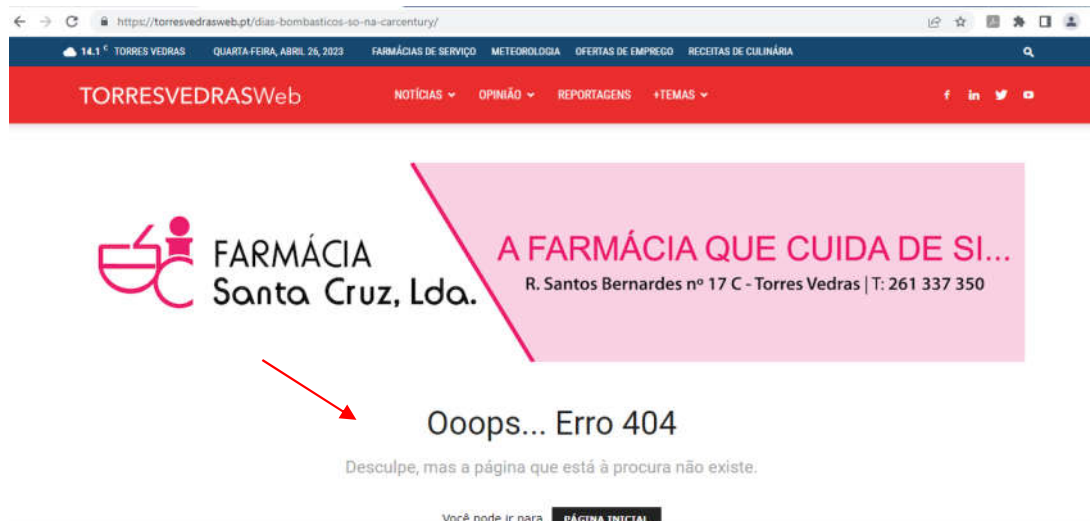 https://torresvedrasweb.pt/dias-bombasticos-so-na-carcentury/
14.1 C TORRES VEDRAS QUARTA-FEIRA, ABRIL 26, 2023 FARMÁCIAS DE SERVIÇO METEOROLOGIA OFERTAS DE EMPREGO RECEITAS DE CULINÁRIA
TORRESVEDRASWeb NOTÍCIAS OPINIÃO REPORTAGENS +TEMAS
FARMÁCIA
Santa Cruz, Lda.
A FARMÁCIA QUE CUIDA DE SI...
R. Santos Bernardes nº 17 C - Torres Vedras | T: 261 337 350
Ooops... Erro 404
Desculpe, mas a página que está à procura não existe.
Você pode ir para PÁGINA INICIAL